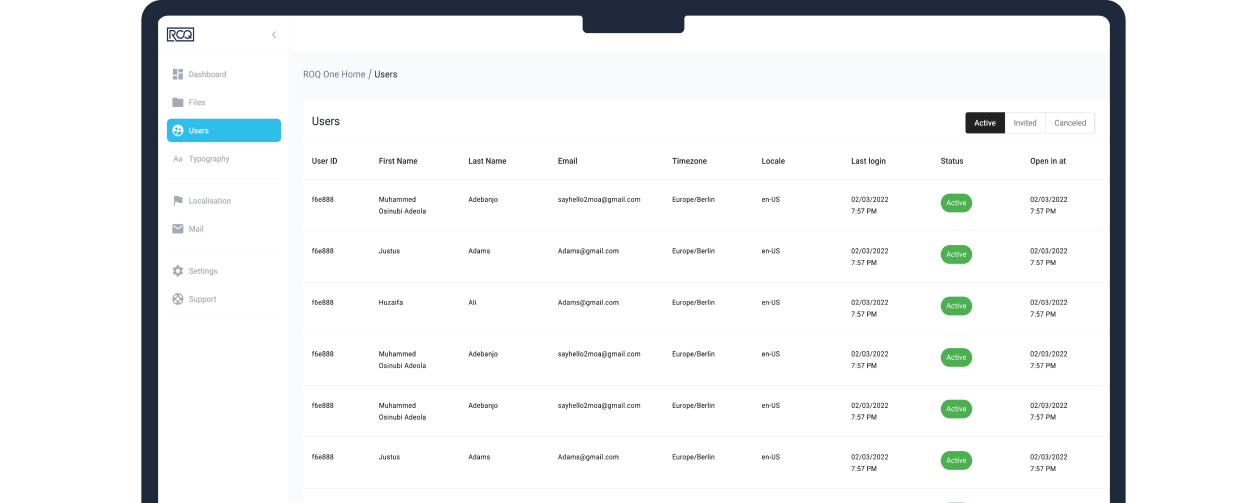 ROQ
ROQ One Home / Users
Dashboard
Files
Users
Aa Typography
Localisation
Mail
Settings
Support
Users
Active Invited Canceled
User ID First Name Last Name Email Timezone Locale Last login Status Open in at
f6e888 Muhammed Adebanjo sayhello2moa@gmail.com Europe/Berlin en-US 02/03/2022 Active 02/03/2022
Osinubi Adeola 7:57 PM 7:57 PM
f6e888 Justus Adams Adams@gmail.com Europe/Berlin en-US 02/03/2022 Active 02/03/2022
7:57 PM 7:57 PM
f6e888 Huzaifa Ali Adams@gmail.com Europe/Berlin en-US 02/03/2022 Active 02/03/2022
7:57 PM 7:57 PM
f6e888 Muhammed Adebanjo sayhello2moa@gmail.com Europe/Berlin en-US 02/03/2022 Active 02/03/2022
Osinubi Adeola 7:57 PM 7:57 PM
f6e888 Muhammed Adebanjo sayhello2moa@gmail.com Europe/Berlin en-US 02/03/2022 Active 02/03/2022
Osinubi Adeola 7:57 PM 7:57 PM
f6e888 Justus Adams Adams@gmail.com Europe/Berlin en-US 02/03/2022 Active 02/03/2022
7:57 PM 7:57 PM